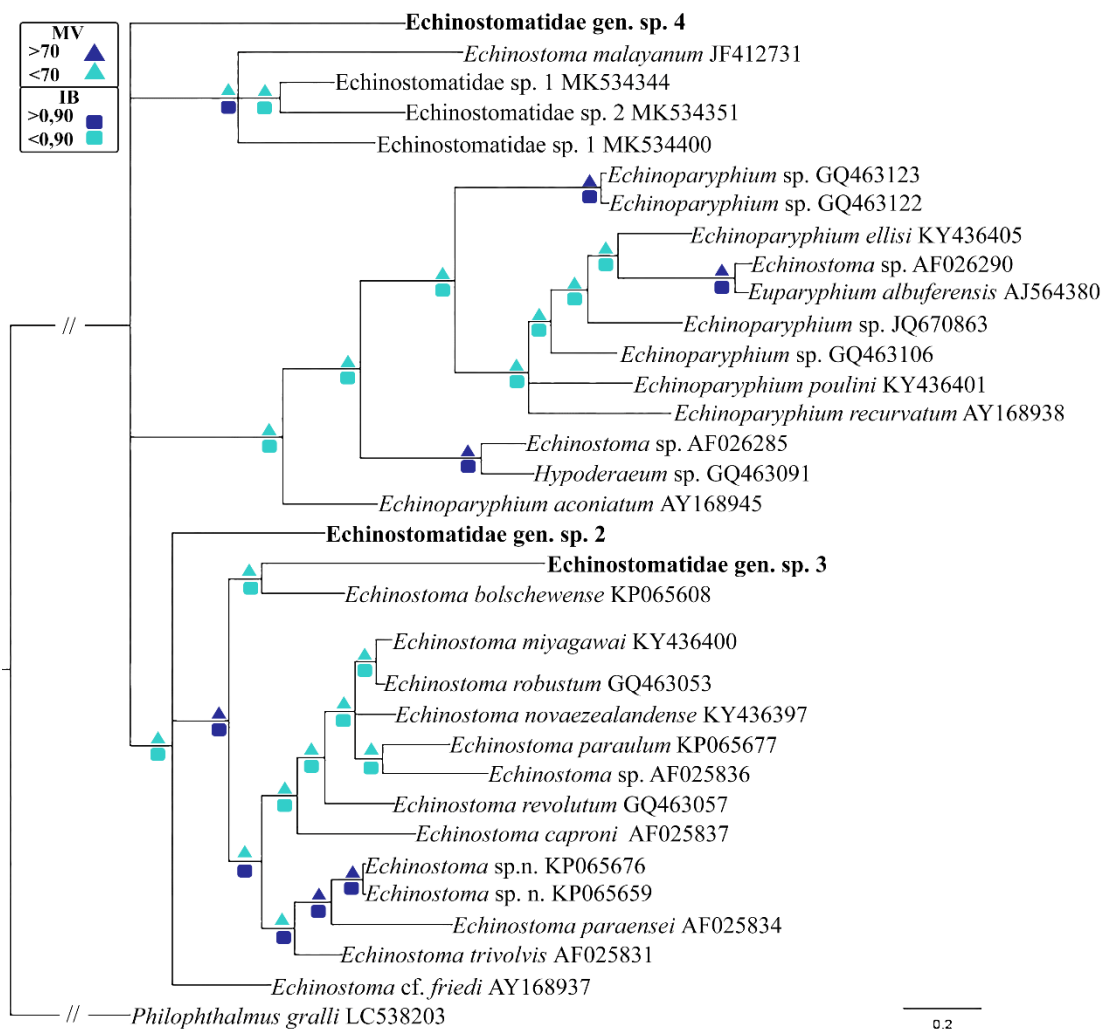 Echinostomatidae gen. sp. 4
MV
>70
<70
IB
>0,90
<0,90
Echinostoma malayanum JF412731
Echinostomatidae sp. 1 MK534344
Echinostomatidae sp. 2 MK534351
Echinostomatidae sp. 1 MK534400
Echinoparyphium sp. GQ463123
Echinoparyphium sp. GQ463122
Echinoparyphium ellisi KY436405
Echinostoma sp. AF026290
Euparyphium albuferensis AJ564380
Echinoparyphium sp. JQ670863
Echinoparyphium sp. GQ463106
Echinoparyphium poulini KY436401
Echinoparyphium recurvatum AY168938
Echinostoma sp. AF026285
Hypoderaeum sp. GQ463091
Echinoparyphium aconiatum AY168945
Echinostomatidae gen. sp. 2
Echinostomatidae gen. sp. 3
Echinostoma bolschewense KP065608
Echinostoma miyagawai KY436400
Echinostoma robustum GQ463053
Echinostoma novaezealandense KY436397
Echinostoma paraulum KP065677
Echinostoma sp. AF025836
Echinostoma revolutum GQ463057
Echinostoma caproni AF025837
Echinostoma sp.n. KP065676
Echinostoma sp. n. KP065659
Echinostoma paraensei AF025834
Echinostoma trivolvis AF025831
Echinostoma cf. friedi AY168937
Philophthalmus gralli LC538203
0.2